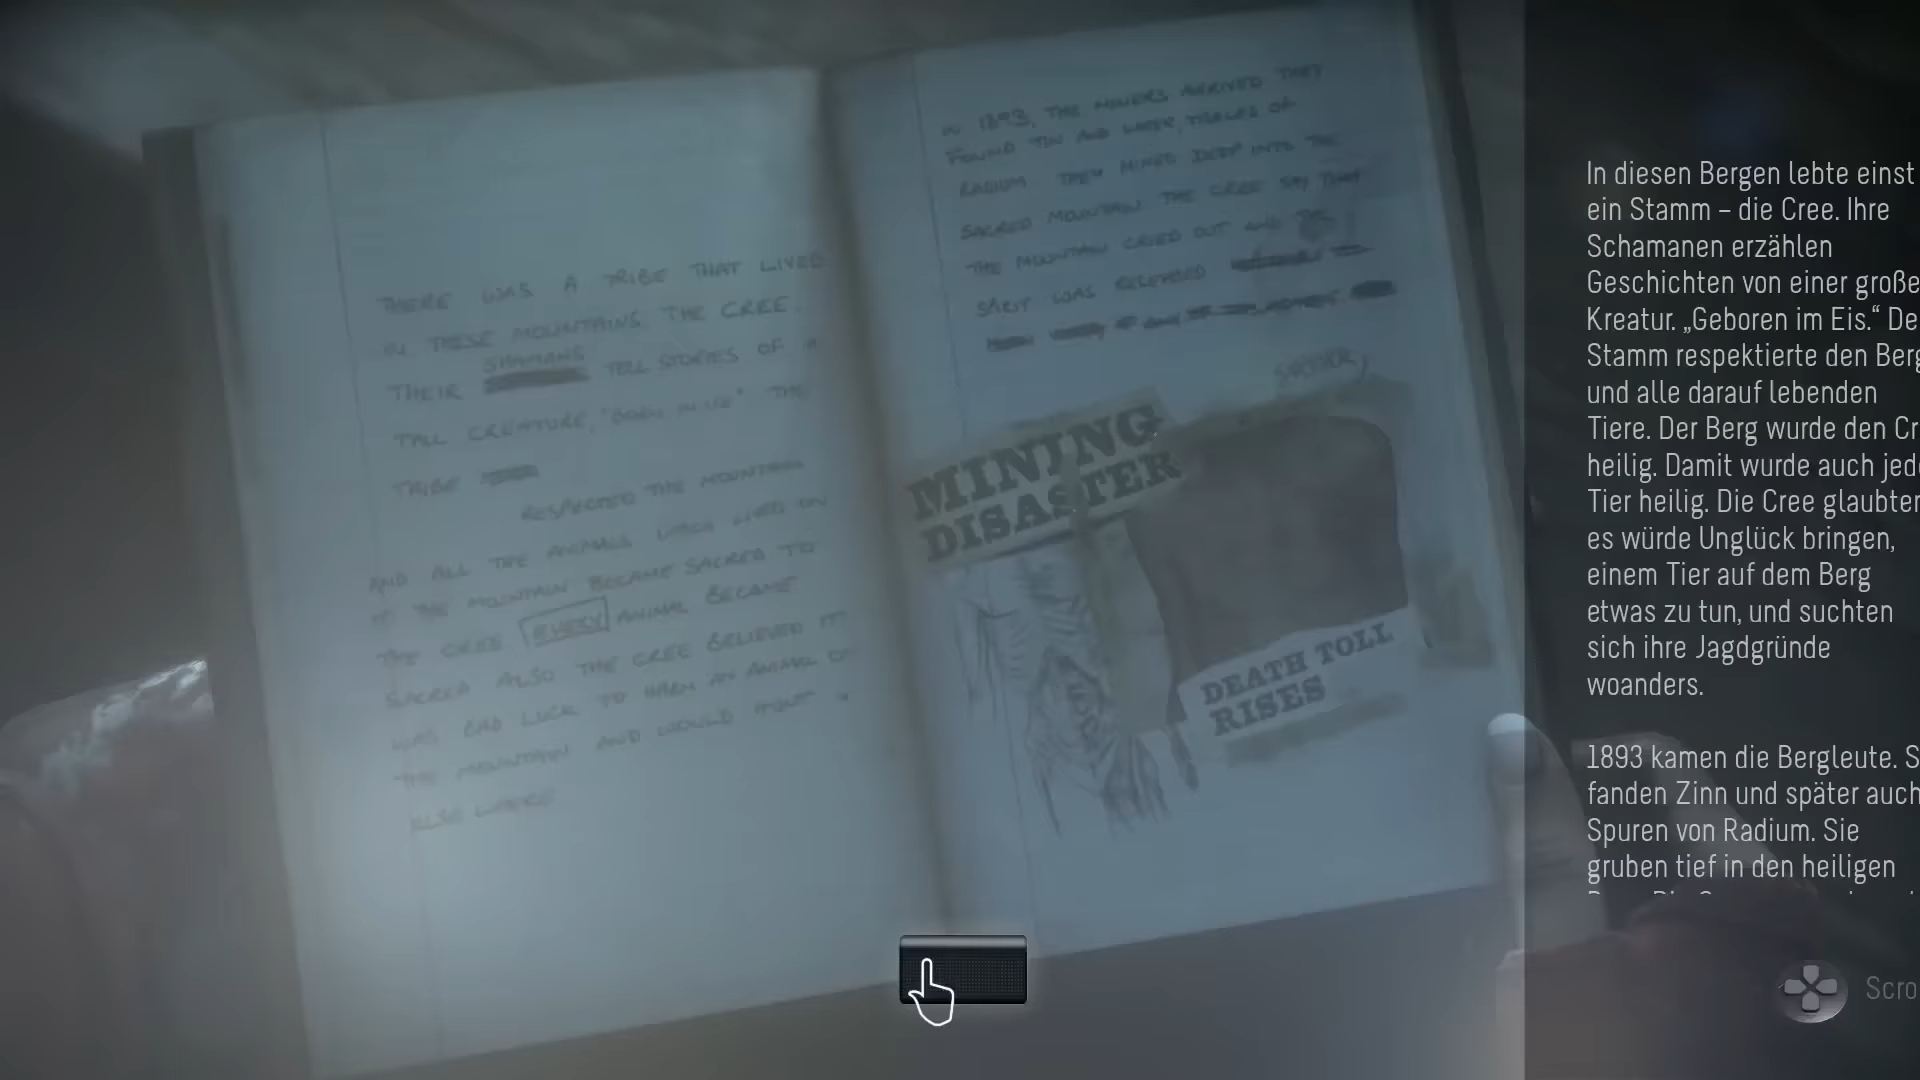 THERE WAS A TRIBE THAT LIVED
IN THESE MOUNTAINS. THE CREE.
SHAMANS
THEIR TELL STORIES OF A
TALL CREATURE, "BORN IN ICE" THE
TRIBE
RESPECTED THE MOUNTAINS
AND ALL THE ANIMALS WHICH LIVED ON
IT THE MOUNTAIN BECAME SACRED TO
THE CREE EVERY ANIMAL BECAME
SACRED ALSO THE CREE BELIEVED IT
WAS BAD LUCK TO HARM AN ANIMAL ON
THE MOUNTAIN AND WOULD HUNT
ELSE WHERE
IN 1893, THE MINERS ARRIVED THEY
FOUND TIN AND LATER, TRACES OF
RADIUM THEY MINED DEEP INTO THE
SACRED MOUNTAIN THE CREE SAY THAT
THE MOUNTAIN CRIED OUT AND THE
SPIRIT WAS RELEASED
MINING
DISASTER
DEATH TOLL
RISES
In diesen Bergen lebte einst
ein Stamm – die Cree. Ihre
Schamanen erzählen
Geschichten von einer große
Kreatur. „Geboren im Eis.“ De
Stamm respektierte den Berg
und alle darauf lebenden
Tiere. Der Berg wurde den Cr
heilig. Damit wurde auch jed
Tier heilig. Die Cree glaubten
es würde Unglück bringen,
einem Tier auf dem Berg
etwas zu tun, und suchten
sich ihre Jagdgründe
woanders.
1893 kamen die Bergleute. S
fanden Zinn und später auch
Spuren von Radium. Sie
gruben tief in den heiligen
Scro